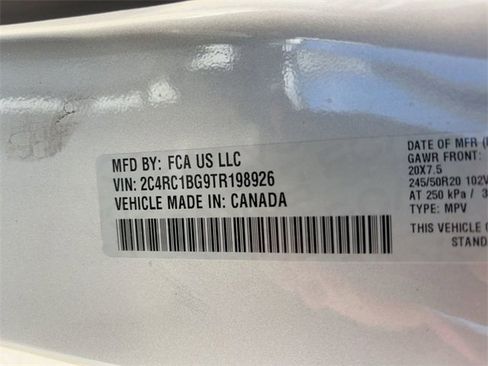 MFD BY: FCA US LLC
VIN: 2C4RC1BG9TR198926
VEHICLE MADE IN: CANADA
DATE OF MFR
GAWR FRONT:
20X7.5
245/50R20 102V
AT 250 kPa / 3
TYPE: MPV
THIS VEHICLE
STAND